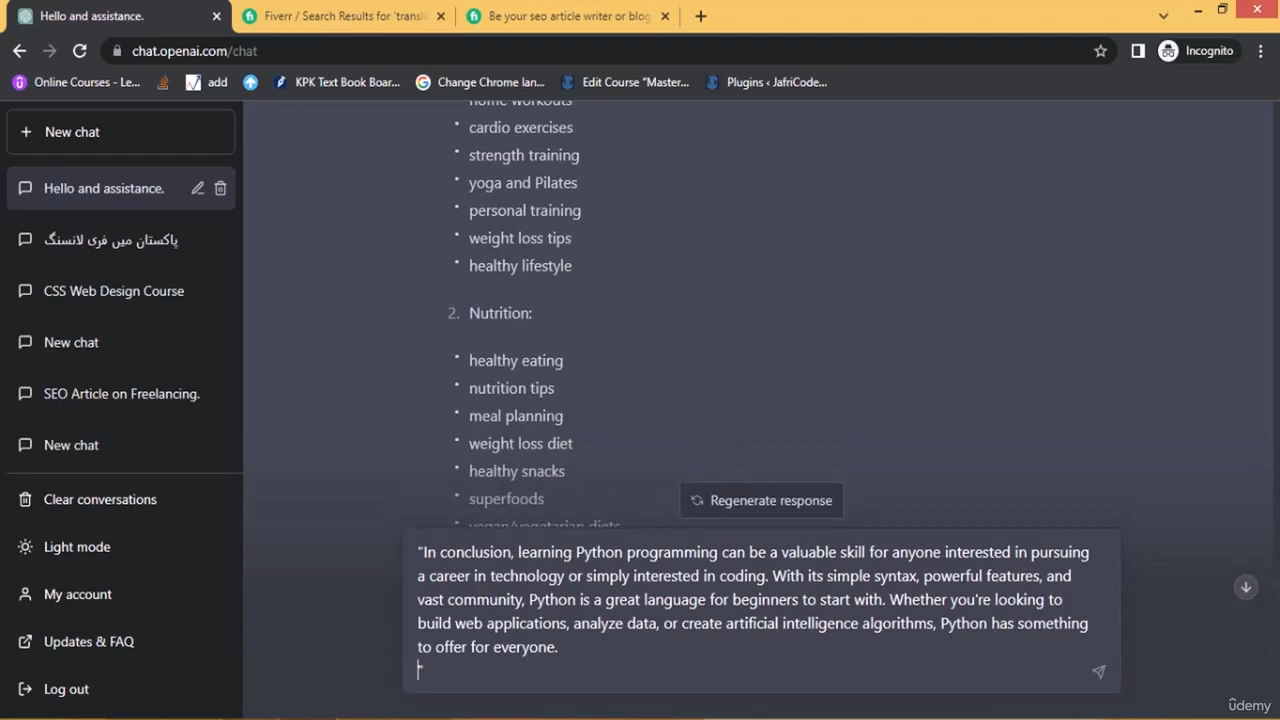 Hello and assistance.
Fiverr / Search Results for 'transl
Be your seo article writer or blog
chat.openai.com/chat
Incognito
Online Courses - Le...
add
KPK Text Book Boar...
Change Chrome lan...
Edit Course "Master...
Plugins ‹ JafriCode...
New chat
Hello and assistance.
پاکستان میں فری لانسنگ
CSS Web Design Course
New chat
SEO Article on Freelancing.
New chat
Clear conversations
Light mode
My account
Updates & FAQ
Log out
home workouts
cardio exercises
strength training
yoga and Pilates
personal training
weight loss tips
healthy lifestyle
2. Nutrition:
healthy eating
nutrition tips
meal planning
weight loss diet
healthy snacks
superfoods
vegan/vegetarian diets
Regenerate response
"In conclusion, learning Python programming can be a valuable skill for anyone interested in pursuing
a career in technology or simply interested in coding. With its simple syntax, powerful features, and
vast community, Python is a great language for beginners to start with. Whether you're looking to
build web applications, analyze data, or create artificial intelligence algorithms, Python has something
to offer for everyone.
"
ûdemy